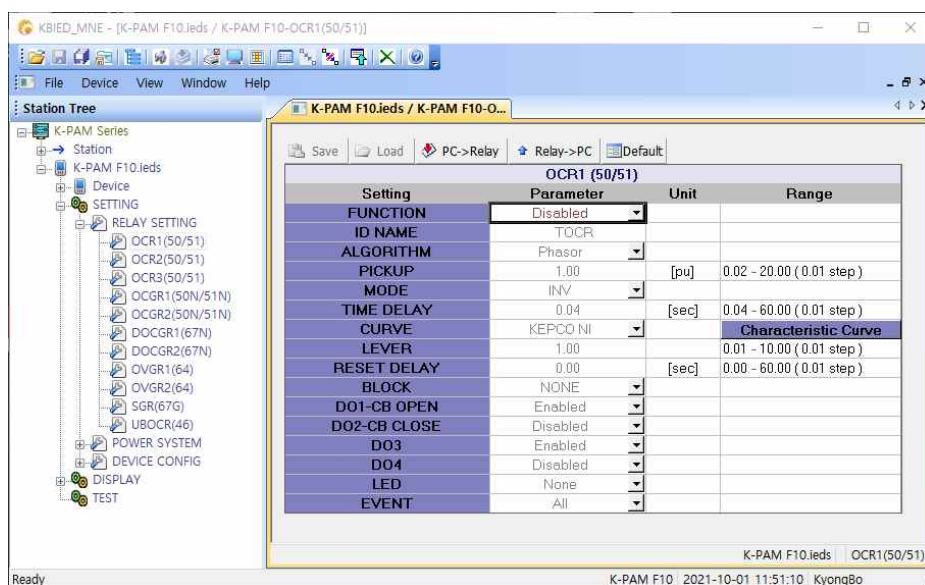 KBIED_MNE - [K-PAM F10.ieds / K-PAM F10-OCR1(50/51)]
File Device View Window Help
Station Tree
K-PAM F10.ieds / K-PAM F10-O...
K-PAM Series
Station
K-PAM F10.ieds
Device
SETTING
RELAY SETTING
OCR1(50/51)
OCR2(50/51)
OCR3(50/51)
OCGR1(50N/51N)
OCGR2(50N/51N)
DOCGR1(67N)
DOCGR2(67N)
OVGR1(64)
OVGR2(64)
SGR(67G)
UBOCR(46)
POWER SYSTEM
DEVICE CONFIG
DISPLAY
TEST
Save Load PC->Relay Relay->PC Default
OCR1 (50/51)
Setting Parameter Unit Range
FUNCTION Disabled
ID NAME TOCR
ALGORITHM Phasor
PICKUP 1.00 [pu] 0.02 - 20.00 ( 0.01 step )
MODE INV
TIME DELAY 0.04 [sec] 0.04 - 60.00 ( 0.01 step )
CURVE KEPCO NI Characteristic Curve
LEVER 1.00 0.01 - 10.00 ( 0.01 step )
RESET DELAY 0.00 [sec] 0.00 - 60.00 ( 0.01 step )
BLOCK NONE
DO1-CB OPEN Enabled
DO2-CB CLOSE Disabled
DO3 Enabled
DO4 Disabled
LED None
EVENT All
K-PAM F10.ieds OCR1(50/51)
Ready K-PAM F10 2021-10-01 11:51:10 KyongBo